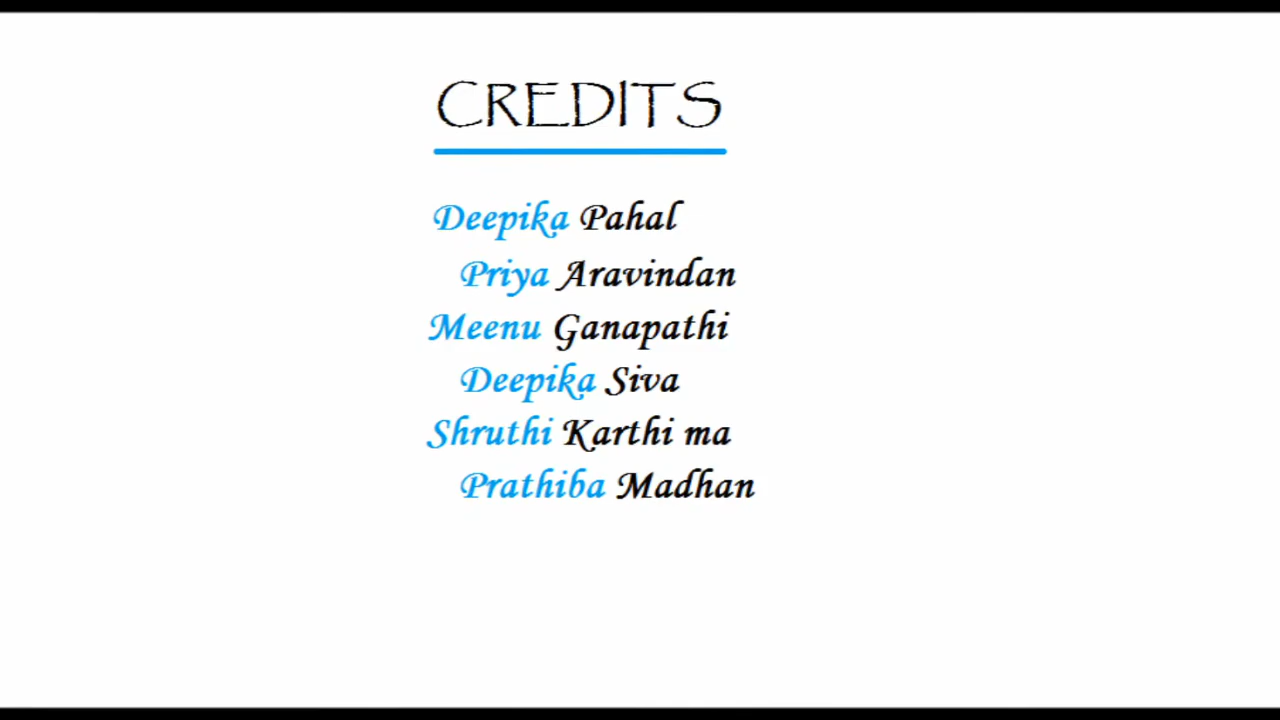 CREDITS
Deepika Pahal
Priya Aravindan
Meenu Ganapathi
Deepika Siva
Shruthi Karthi ma
Prathiba Madhan